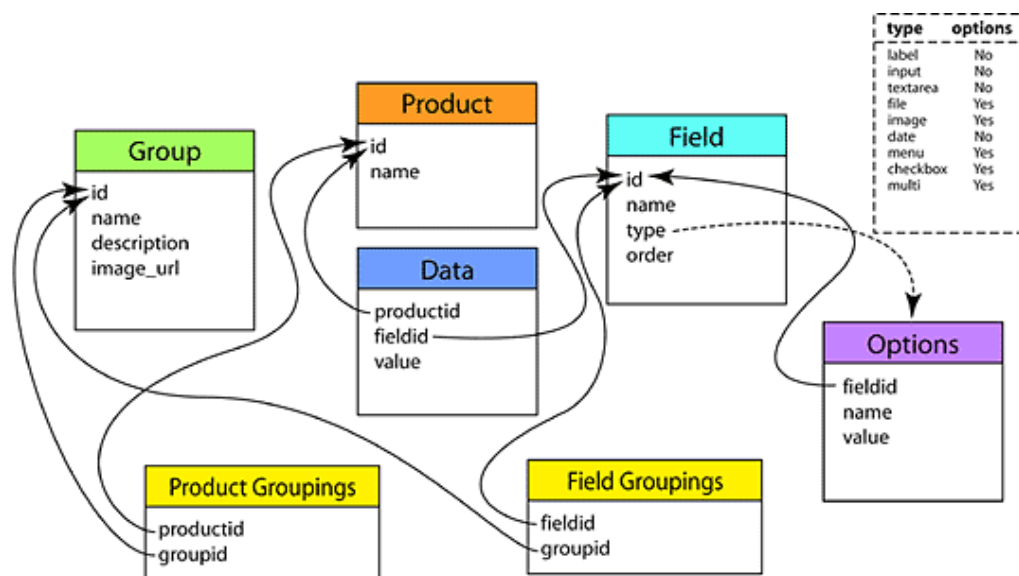 type options
label No
input No
textarea No
file Yes
image Yes
date No
menu Yes
checkbox Yes
multi Yes
Product
id
name
Group
id
name
description
image_url
Field
id
name
type
order
Data
productid
fieldid
value
Options
fieldid
name
value
Product Groupings
productid
groupid
Field Groupings
fieldid
groupid